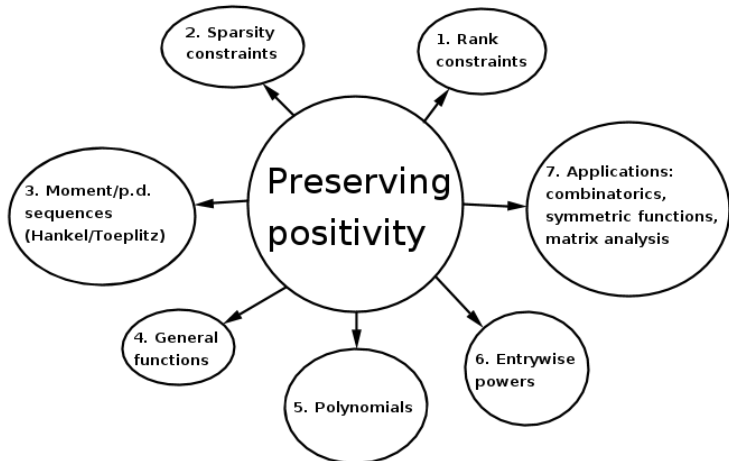 Preserving
positivity
1. Rank
constraints
2. Sparsity
constraints
3. Moment/p.d.
sequences
(Hankel/Toeplitz)
4. General
functions
5. Polynomials
6. Entrywise
powers
7. Applications:
combinatorics,
symmetric functions,
matrix analysis